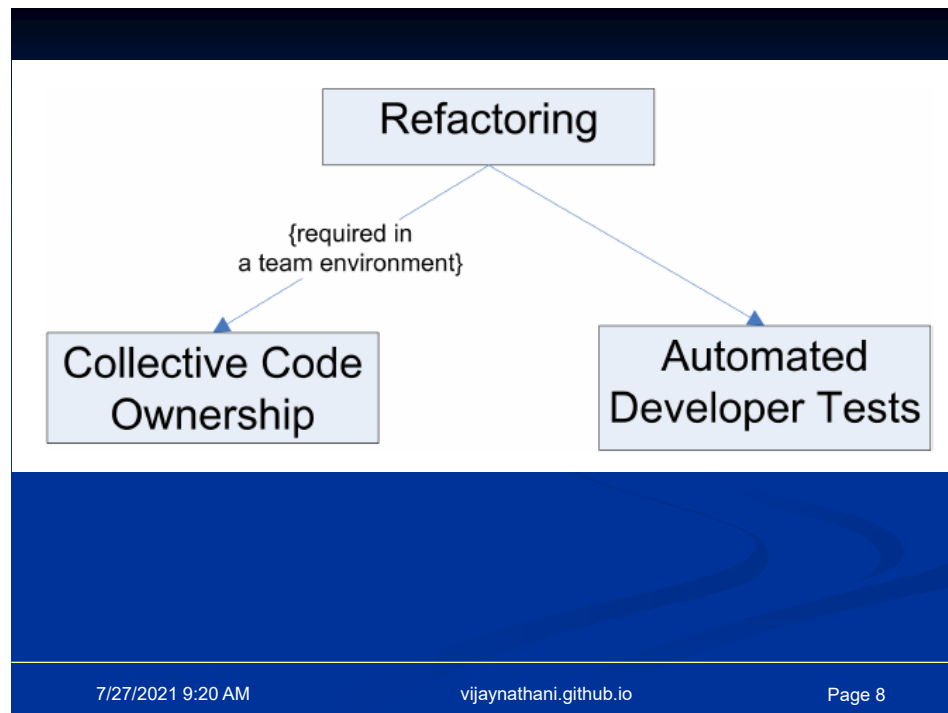 Refactoring
{required in
a team environment}
Collective Code
Ownership
Automated
Developer Tests
7/27/2021 9:20 AM
vijaynathani.github.io
Page 8